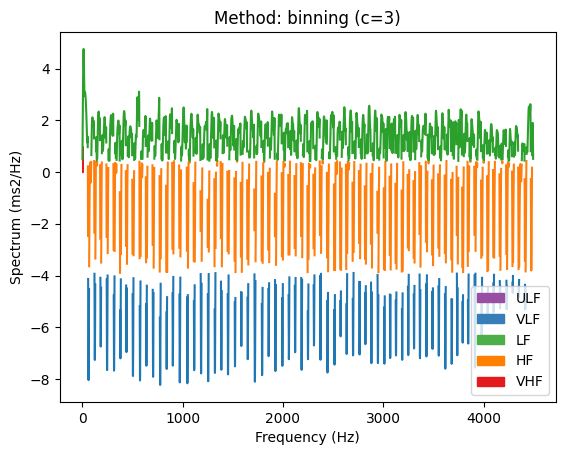 Method: binning (c=3)
Spectrum (ms2/Hz)
4
2
0
−2
−4
−6
−8
ULF
VLF
LF
HF
VHF
0 1000 2000 3000 4000
Frequency (Hz)